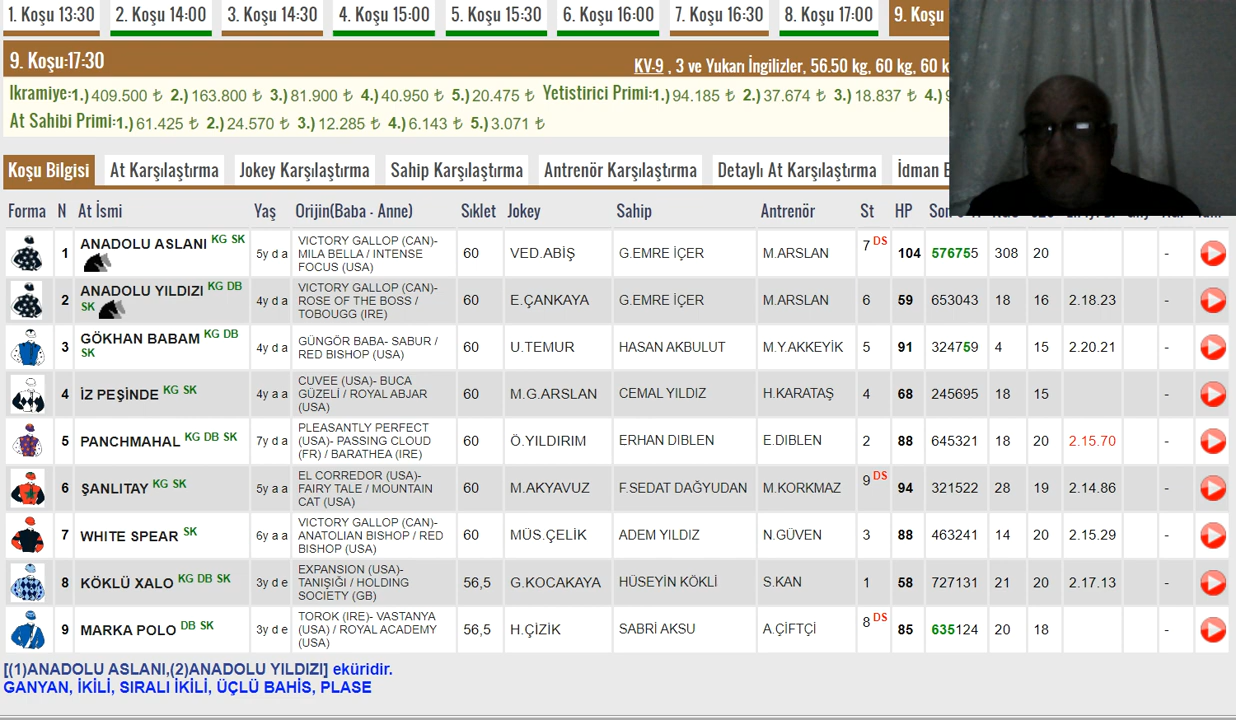 1. Koşu 13:30 2. Koşu 14:00 3. Koşu 14:30 4. Koşu 15:00 5. Koşu 15:30 6. Koşu 16:00 7. Koşu 16:30 8. Koşu 17:00 9. Koşu
9. Koşu:17:30
KV-9 , 3 ve Yukarı İngilizler, 56.50 kg, 60 kg, 60 k
Ikramiye:1.) 409.500 ₺ 2.) 163.800 ₺ 3.) 81.900 ₺ 4.) 40.950 ₺ 5.) 20.475 ₺ Yetistirici Primi:1.) 94.185 ₺ 2.) 37.674 ₺ 3.) 18.837 ₺ 4.)
At Sahibi Primi:1.) 61.425 ₺ 2.) 24.570 ₺ 3.) 12.285 ₺ 4.) 6.143 ₺ 5.) 3.071 ₺
Koşu Bilgisi At Karşılaştırma Jokey Karşılaştırma Sahip Karşılaştırma Antrenör Karşılaştırma Detaylı At Karşılaştırma İdman
Forma N At İsmi Yaş Orijin(Baba - Anne) Sıklet Jokey Sahip Antrenör St HP Son
1 ANADOLU ASLANI KG SK 5y d a VICTORY GALLOP (CAN)- MILA BELLA / INTENSE FOCUS (USA) 60 VED.ABİŞ G.EMRE İÇER M.ARSLAN 7 DS 104 576755 308 20 -
2 ANADOLU YILDIZI KG DB SK 4y d a VICTORY GALLOP (CAN)- ROSE OF THE BOSS / TOBOUGG (IRE) 60 E.ÇANKAYA G.EMRE İÇER M.ARSLAN 6 59 653043 18 16 2.18.23 -
3 GÖKHAN BABAM KG DB SK 4y d a GÜNGÖR BABA- SABUR / RED BISHOP (USA) 60 U.TEMUR HASAN AKBULUT M.Y.AKKEYİK 5 91 324759 4 15 2.20.21 -
4 İZ PEŞİNDE KG SK 4y a a CUVEE (USA)- BUCA GÜZELİ / ROYAL ABJAR (USA) 60 M.G.ARSLAN CEMAL YILDIZ H.KARATAŞ 4 68 245695 18 15 -
5 PANCHMAHAL KG DB SK 7y d a PLEASANTLY PERFECT (USA)- PASSING CLOUD (FR) / BARATHEA (IRE) 60 Ö.YILDIRIM ERHAN DIBLEN E.DIBLEN 2 88 645321 18 20 2.15.70 -
6 ŞANLITAY KG SK 5y a a EL CORREDOR (USA)- FAIRY TALE / MOUNTAIN CAT (USA) 60 M.AKYAVUZ F.SEDAT DAĞYUDAN M.KORKMAZ 9 DS 94 321522 28 19 2.14.86 -
7 WHITE SPEAR SK 6y a a VICTORY GALLOP (CAN)- ANATOLIAN BISHOP / RED BISHOP (USA) 60 MÜS.ÇELİK ADEM YILDIZ N.GÜVEN 3 88 463241 14 20 2.15.29 -
8 KÖKLÜ XALO KG DB SK 3y d e EXPANSION (USA)- TANIŞIĞI / HOLDING SOCIETY (GB) 56,5 G.KOCAKAYA HÜSEYİN KÖKLİ S.KAN 1 58 727131 21 20 2.17.13 -
9 MARKA POLO DB SK 3y d e TOROK (IRE)- VASTANYA (USA) / ROYAL ACADEMY (USA) 56,5 H.ÇİZİK SABRİ AKSU A.ÇİFTÇİ 8 DS 85 635124 20 18 -
[(1)ANADOLU ASLANI,(2)ANADOLU YILDIZI] eküridir.
GANYAN, İKİLİ, SIRALI İKİLİ, ÜÇLÜ BAHİS, PLASE